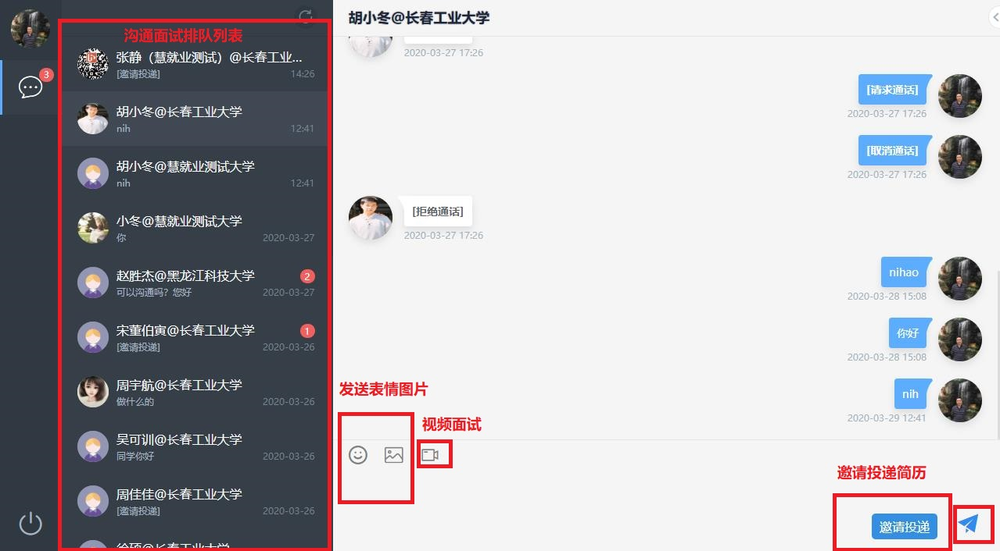 3
沟通面试排队列表
张静（慧就业测试）@长春工业...
[邀请投递]
14:26
胡小冬@长春工业大学
nih
12:41
胡小冬@慧就业测试大学
nih
12:41
小冬@慧就业测试大学
你
2020-03-27
赵胜杰@黑龙江科技大学
2
可以沟通吗？您好
2020-03-27
宋董伯寅@长春工业大学
1
[邀请投递]
2020-03-26
周宇航@长春工业大学
做什么的
2020-03-26
吴可训@长春工业大学
同学你好
2020-03-26
周佳佳@长春工业大学
[邀请投递]
2020-03-26
胡小冬@长春工业大学
2020-03-27 17:26
[请求通话]
2020-03-27 17:26
[取消通话]
2020-03-27 17:26
[拒绝通话]
2020-03-27 17:26
nihao
2020-03-28 15:08
你好
2020-03-28 15:08
nih
2020-03-29 12:41
发送表情图片
视频面试
邀请投递简历
邀请投递